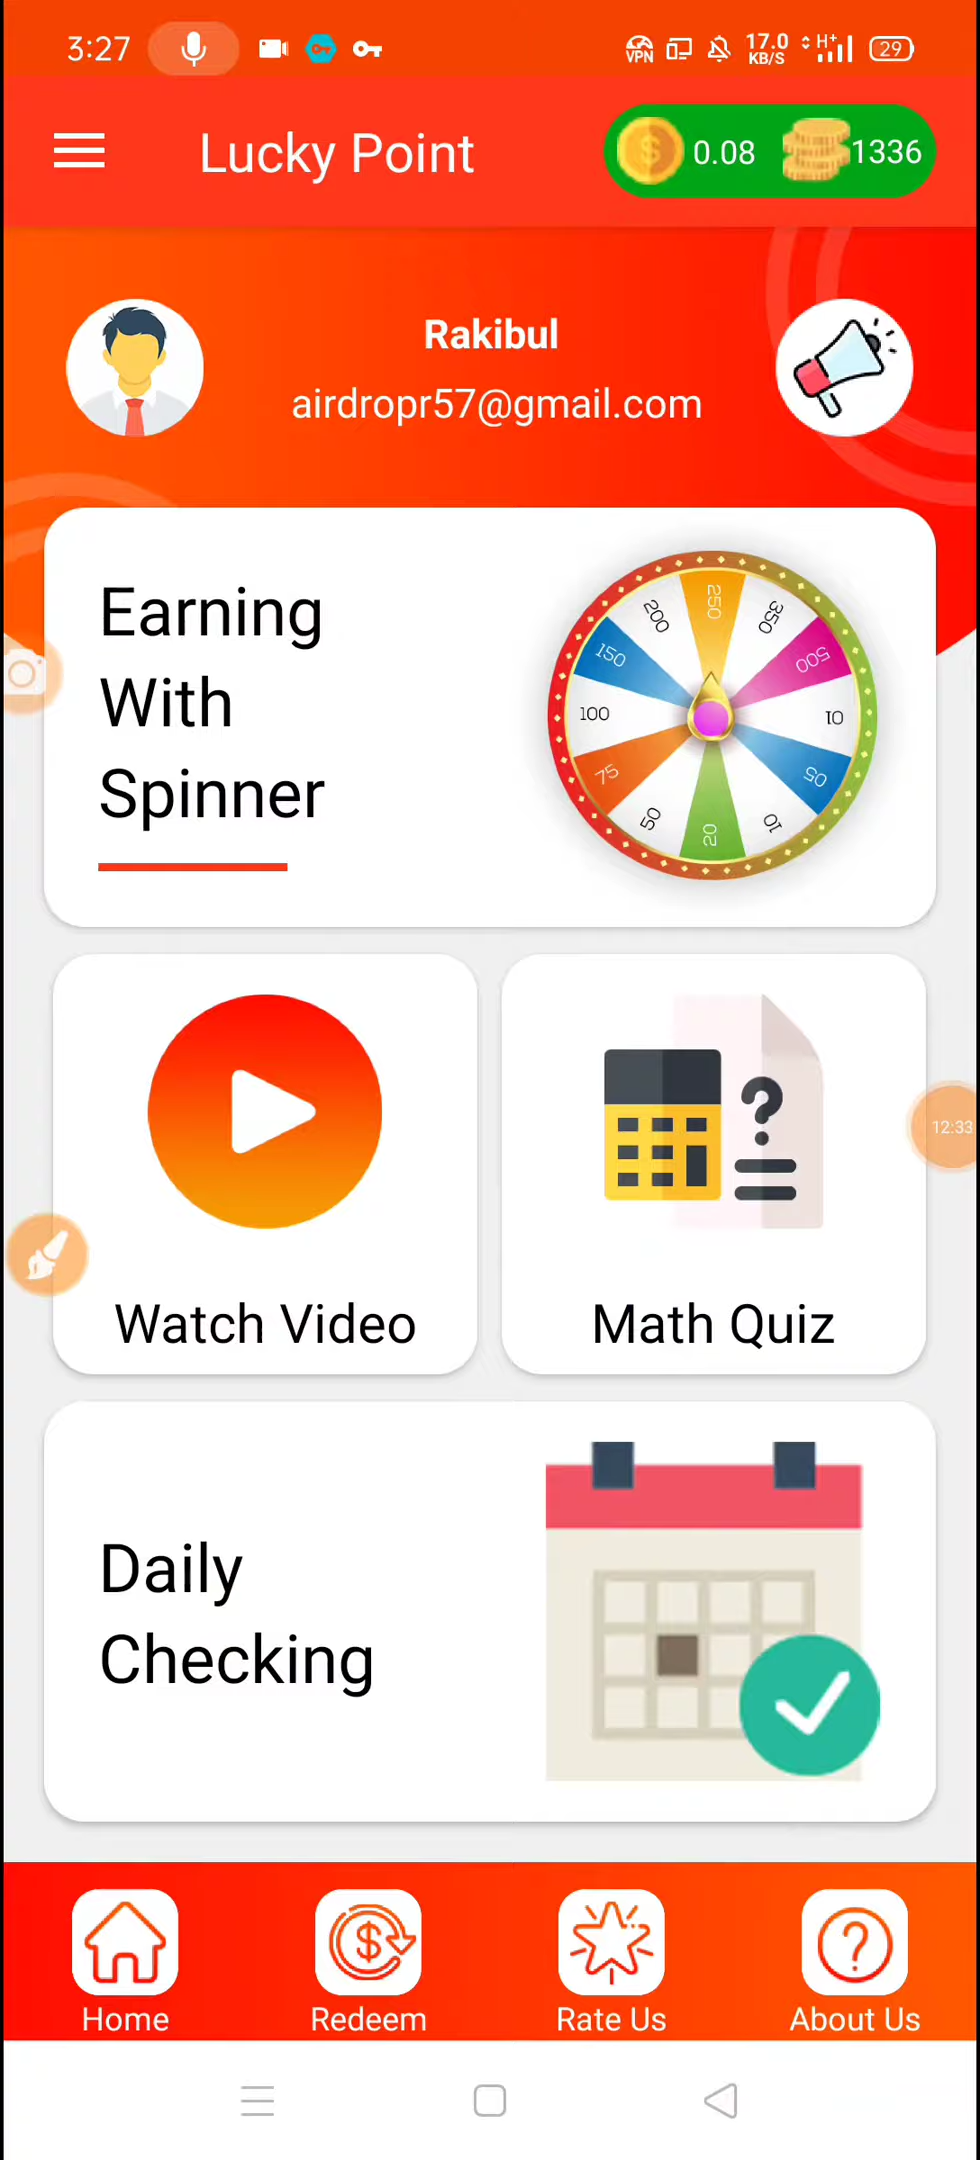 3:27
VPN
17.0
KB/S
H+
29
Lucky Point
$ 0.08
1336
Rakibul
airdropr57@gmail.com
Earning
With
Spinner
250
350
500
10
50
10
20
50
75
100
150
200
?
12:33
Watch Video
Math Quiz
Daily
Checking
$
?
Home
Redeem
Rate Us
About Us